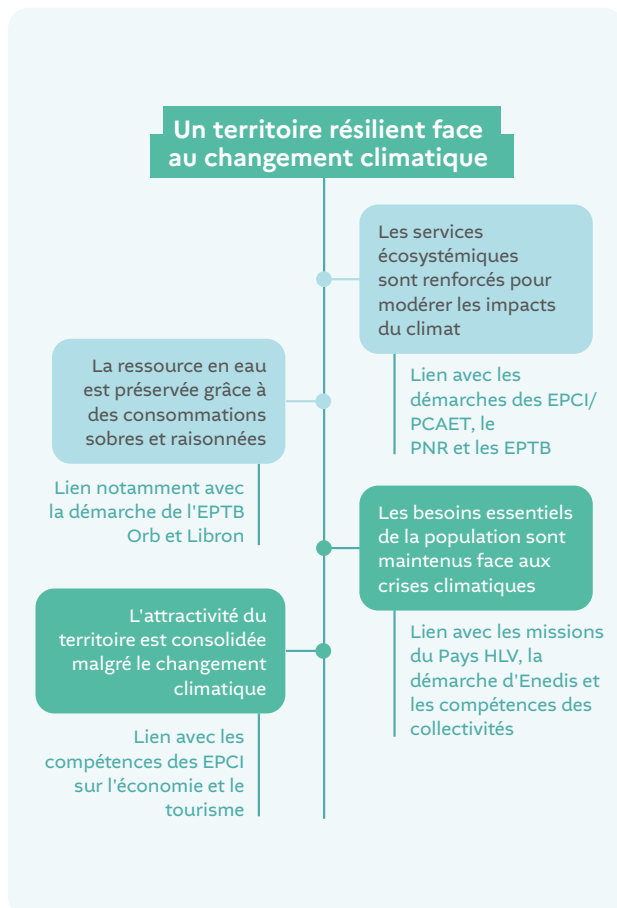 Un territoire résilient face
au changement climatique
Les services
écosystémiques
sont renforcés pour
modérer les impacts
du climat
Lien avec les
démarches des EPCI/
PCAET, le
PNR et les EPTB
La ressource en eau
est préservée grâce à
des consommations
sobres et raisonnées
Lien notamment avec
la démarche de l'EPTB
Orb et Libron
Les besoins essentiels
de la population sont
maintenus face aux
crises climatiques
Lien avec les missions
du Pays HLV, la
démarche d'Enedis et
les compétences des
collectivités
L'attractivité du
territoire est consolidée
malgré le changement
climatique
Lien avec les
compétences des EPCI
sur l'économie et le
tourisme